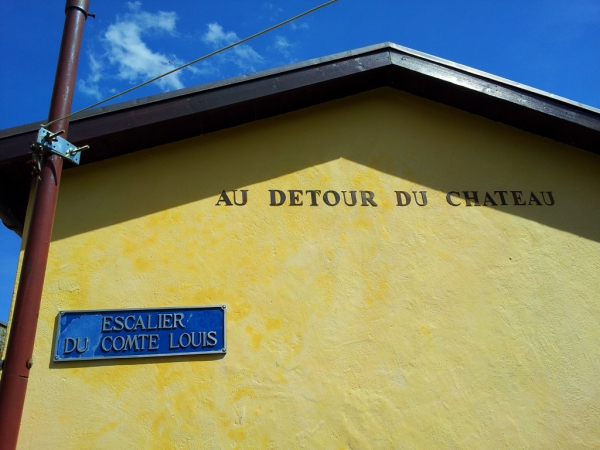 AU DETOUR DU CHATEAU
ESCALIER
DU COMTE LOUIS